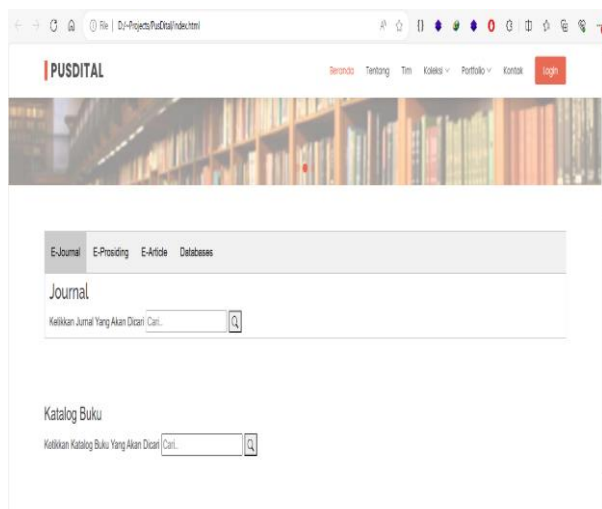 File D:/~Projects/PusDital/index.html
PUSDITAL
Beranda Tentang Tim Koleksi Portfolio Kontak Login
E-Journal E-Prosiding E-Article Databases
Journal
Ketikkan Jurnal Yang Akan Dicari Cari..
Katalog Buku
Ketikkan Katalog Buku Yang Akan Dicari Cari..